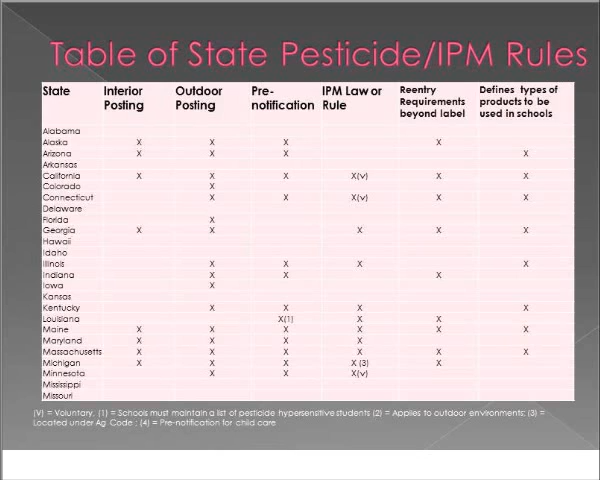 Table of State Pesticide/IPM Rules
State Interior Posting Outdoor Posting Pre-notification IPM Law or Rule Reentry Requirements beyond label Defines types of products to be used in schools
Alabama
Alaska X X X X
Arizona X X X X
Arkansas
California X X X X(v) X X
Colorado X
Connecticut X X X(v) X X
Delaware
Florida X
Georgia X X X X X
Hawaii
Idaho
Illinois X X X X
Indiana X X X
Iowa X
Kansas
Kentucky X X X X
Louisiana X(1) X X
Maine X X X X X X
Maryland X X X X
Massachusetts X X X X X X
Michigan X X X X (3) X
Minnesota X X X(v)
Mississippi
Missouri
(V) = Voluntary, (1) = Schools must maintain a list of pesticide hypersensitive students (2) = Applies to outdoor environments; (3) =
Located under Ag Code ; (4) = Pre-notification for child care